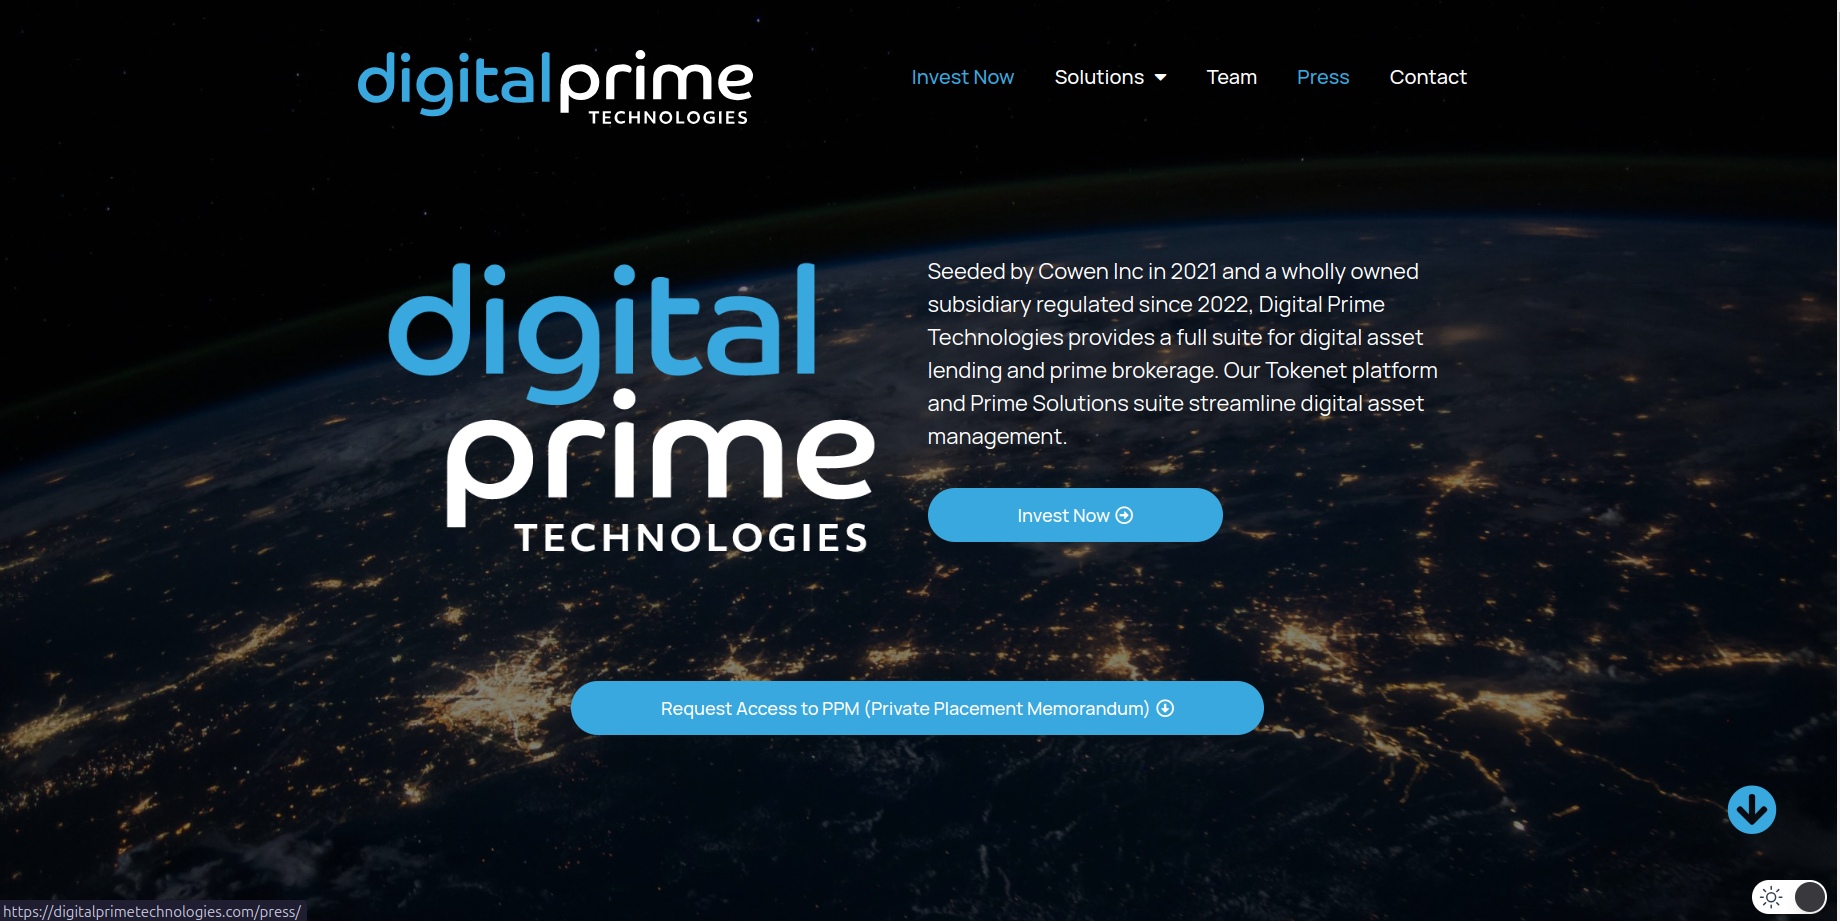 digitalprime
TECHNOLOGIES
Invest Now
Solutions
Team
Press
Contact
digital
prime
TECHNOLOGIES
Seeded by Cowen Inc in 2021 and a wholly owned
subsidiary regulated since 2022, Digital Prime
Technologies provides a full suite for digital asset
lending and prime brokerage. Our Tokenet platform
and Prime Solutions suite streamline digital asset
management.
Invest Now
Request Access to PPM (Private Placement Memorandum)
https://digitalprimetechnologies.com/press/